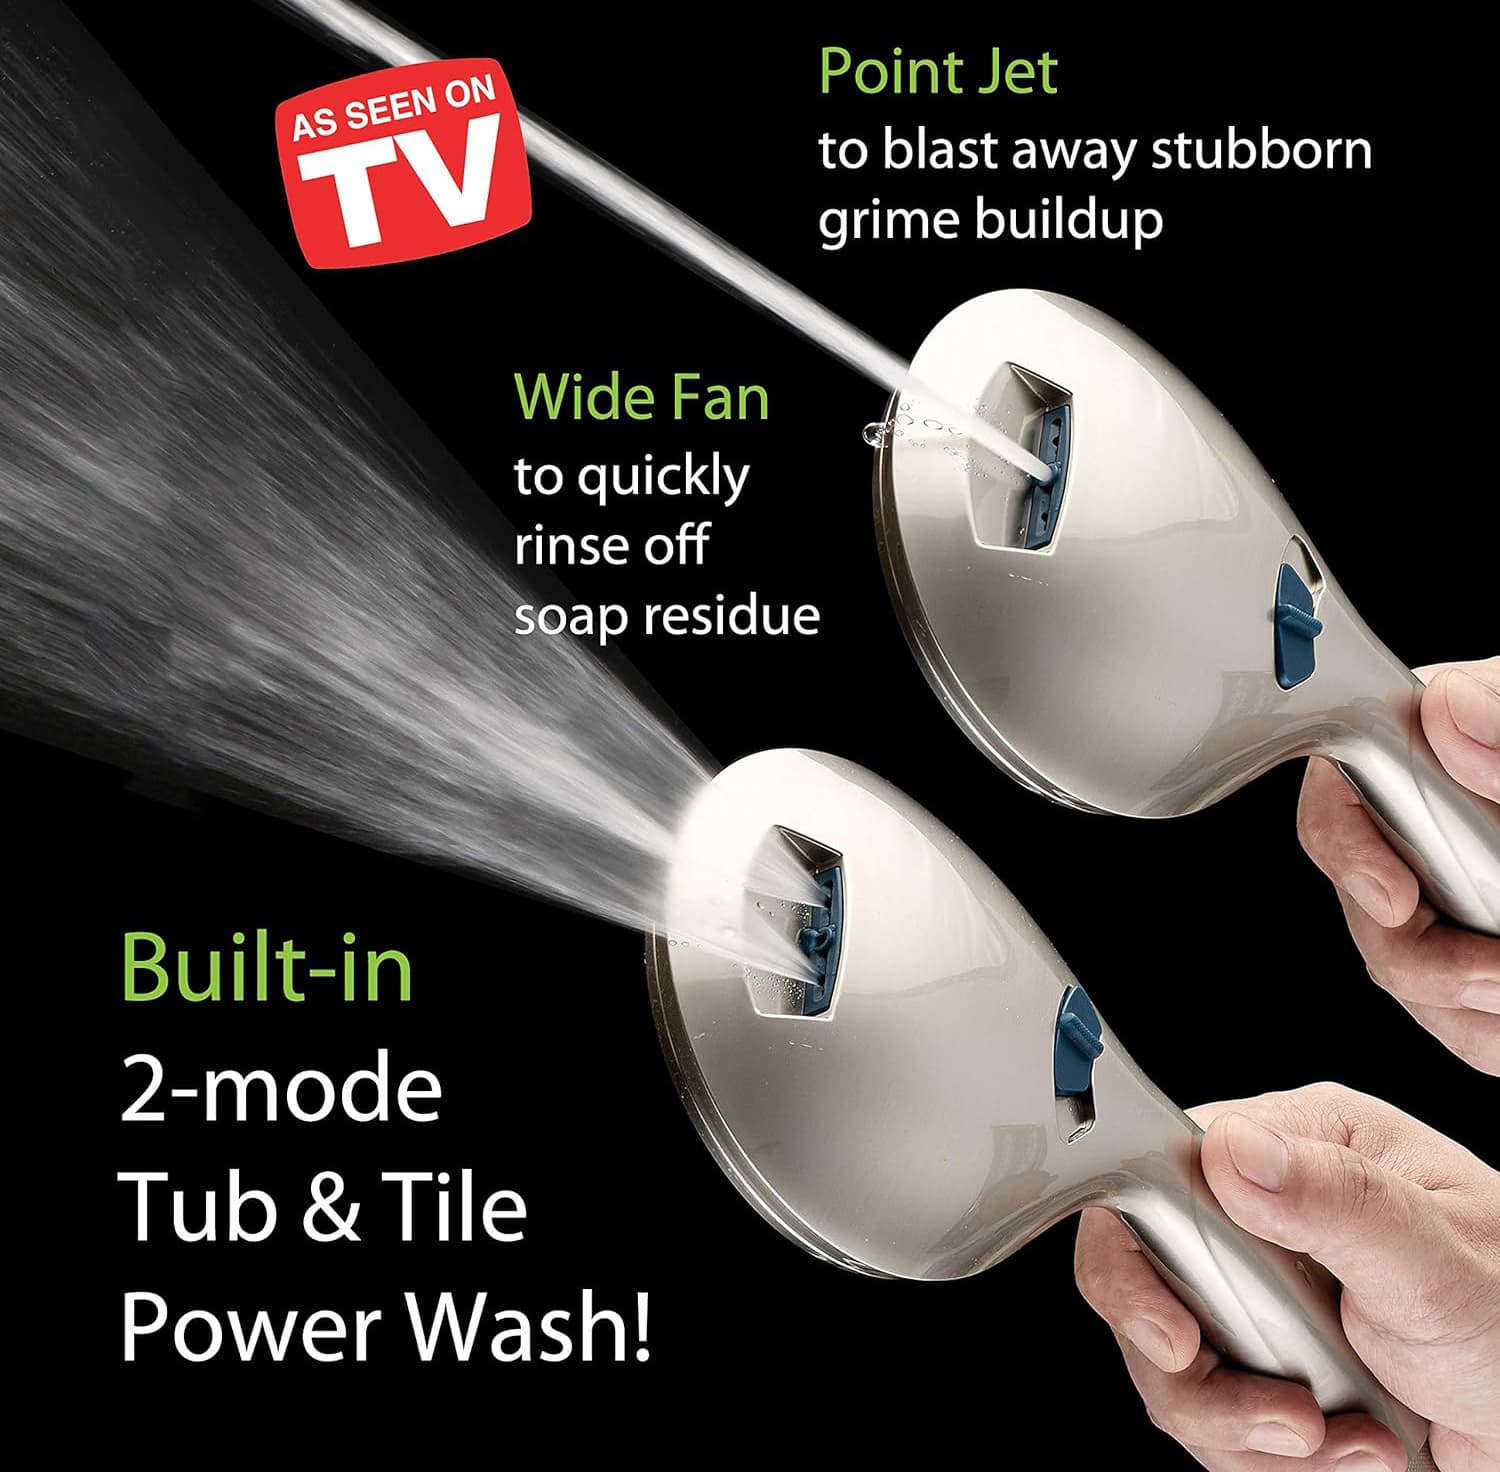 AS SEEN ON
TV
Point Jet
to blast away stubborn
grime buildup
Wide Fan
to quickly
rinse off
soap residue
Built-in
2-mode
Tub & Tile
Power Wash!